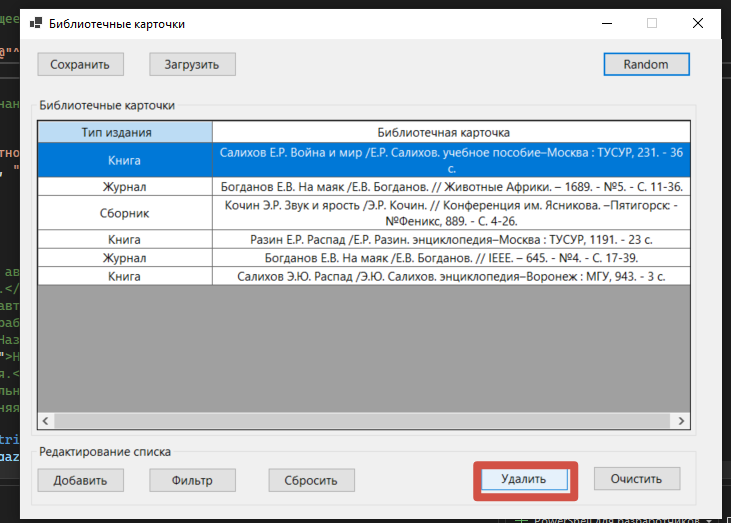 Библиотечные карточки
Сохранить
Загрузить
Random
Библиотечные карточки
Тип издания
Библиотечная карточка
Книга
Салихов Е.Р. Война и мир /Е.Р. Салихов. учебное пособие–Москва : ТУСУР, 231. - 36
с.
Журнал
Богданов Е.В. На маяк /Е.В. Богданов. // Животные Африки. – 1689. - №5. - С. 11-36.
Сборник
Кочин Э.Р. Звук и ярость /Э.Р. Кочин. // Конференция им. Ясникова. –Пятигорск: -
№Феникс, 889. - С. 4-26.
Книга
Разин Е.Р. Распад /Е.Р. Разин. энциклопедия–Москва : ТУСУР, 1191. - 23 с.
Журнал
Богданов Е.В. На маяк /Е.В. Богданов. // IEEE. – 645. - №4. - С. 17-39.
Книга
Салихов Э.Ю. Распад /Э.Ю. Салихов. энциклопедия–Воронеж : МГУ, 943. - 3 с.
Редактирование списка
Добавить
Фильтр
Сбросить
Удалить
Очистить
PowerShell для разработчиков